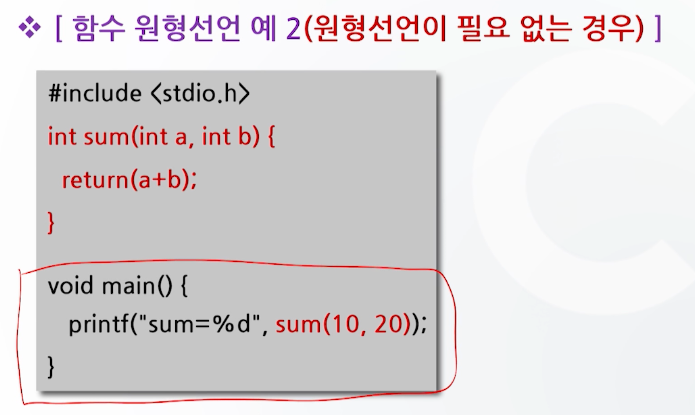 ❖ [ 함수 원형선언 예 2(원형선언이 필요 없는 경우) ]
#include <stdio.h>
int sum(int a, int b) {
return(a+b);
}
void main() {
printf("sum=%d", sum(10, 20));
}